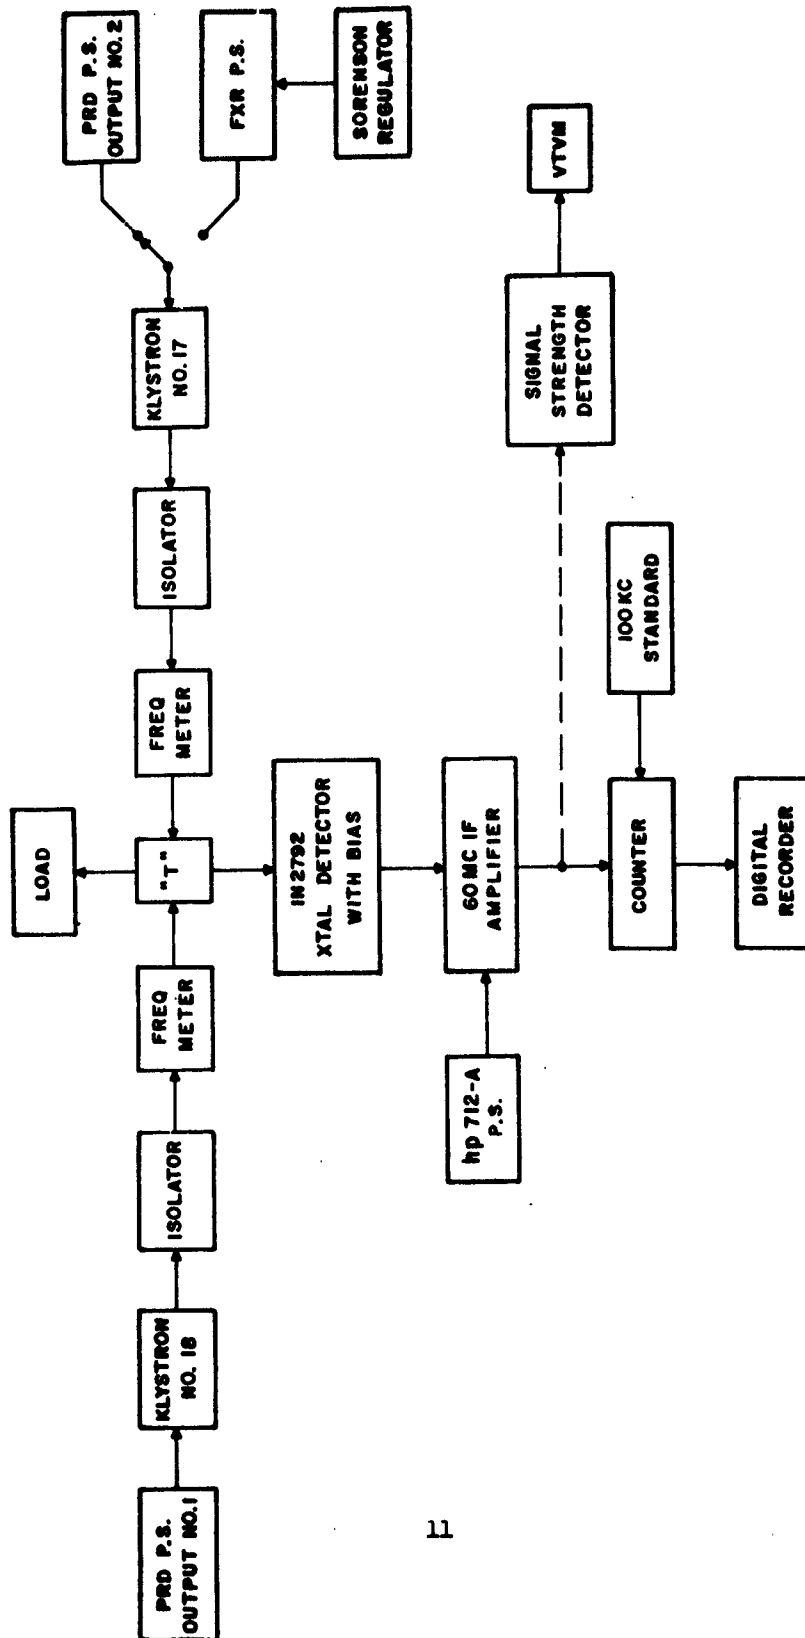 PRD P.S.
OUTPUT NO.1
KLYSTRON
NO. 18
ISOLATOR
FREQ
METER
LOAD
"T"
FREQ
METER
ISOLATOR
KLYSTRON
NO. 17
PRD P.S.
OUTPUT NO. 2
FXR P.S.
SORENSON
REGULATOR
IN2792
XTAL DETECTOR
WITH BIAS
hp 712-A
P.S.
60 MC IF
AMPLIFIER
SIGNAL
STRENGTH
DETECTOR
VTVM
COUNTER
100 KC
STANDARD
DIGITAL
RECORDER
11